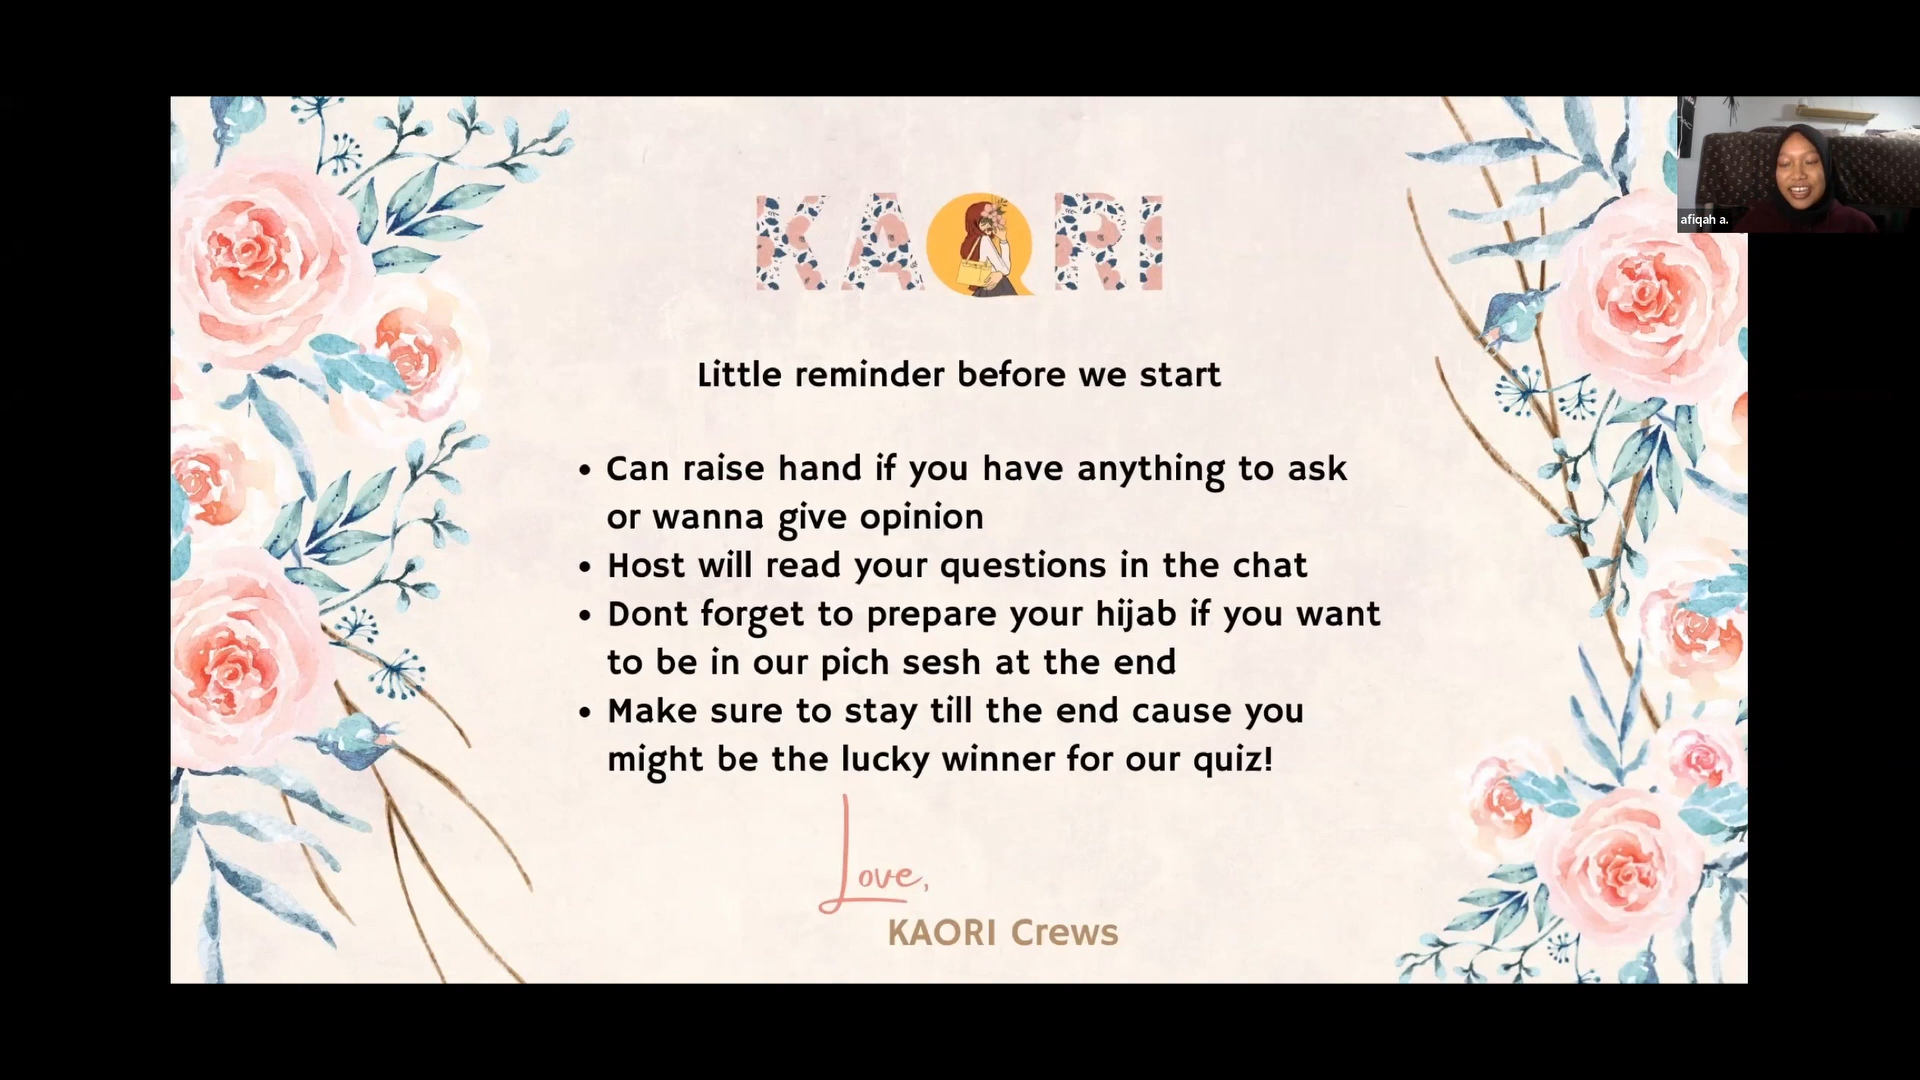 KAORI
afiqah a.
Little reminder before we start
• Can raise hand if you have anything to ask
or wanna give opinion
• Host will read your questions in the chat
• Dont forget to prepare your hijab if you want
to be in our pich sesh at the end
• Make sure to stay till the end cause you
might be the lucky winner for our quiz!
Love,
KAORI Crews